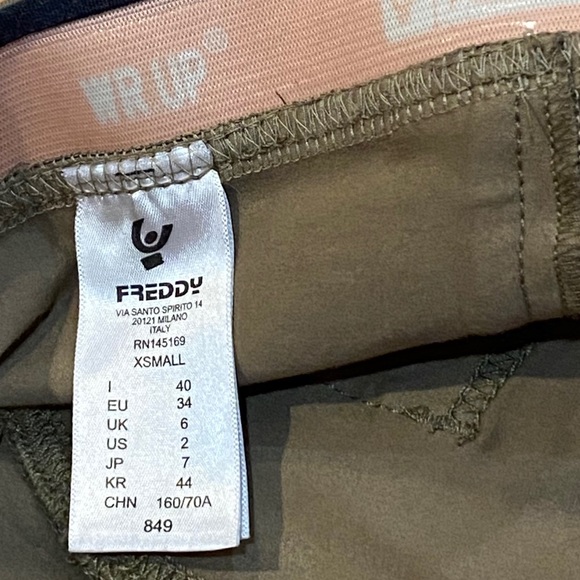 WR UP®
FREDDY
VIA SANTO SPIRITO 14
20121 MILANO
ITALY
RN145169
XSMALL
I 40
EU 34
UK 6
US 2
JP 7
KR 44
CHN 160/70A
849